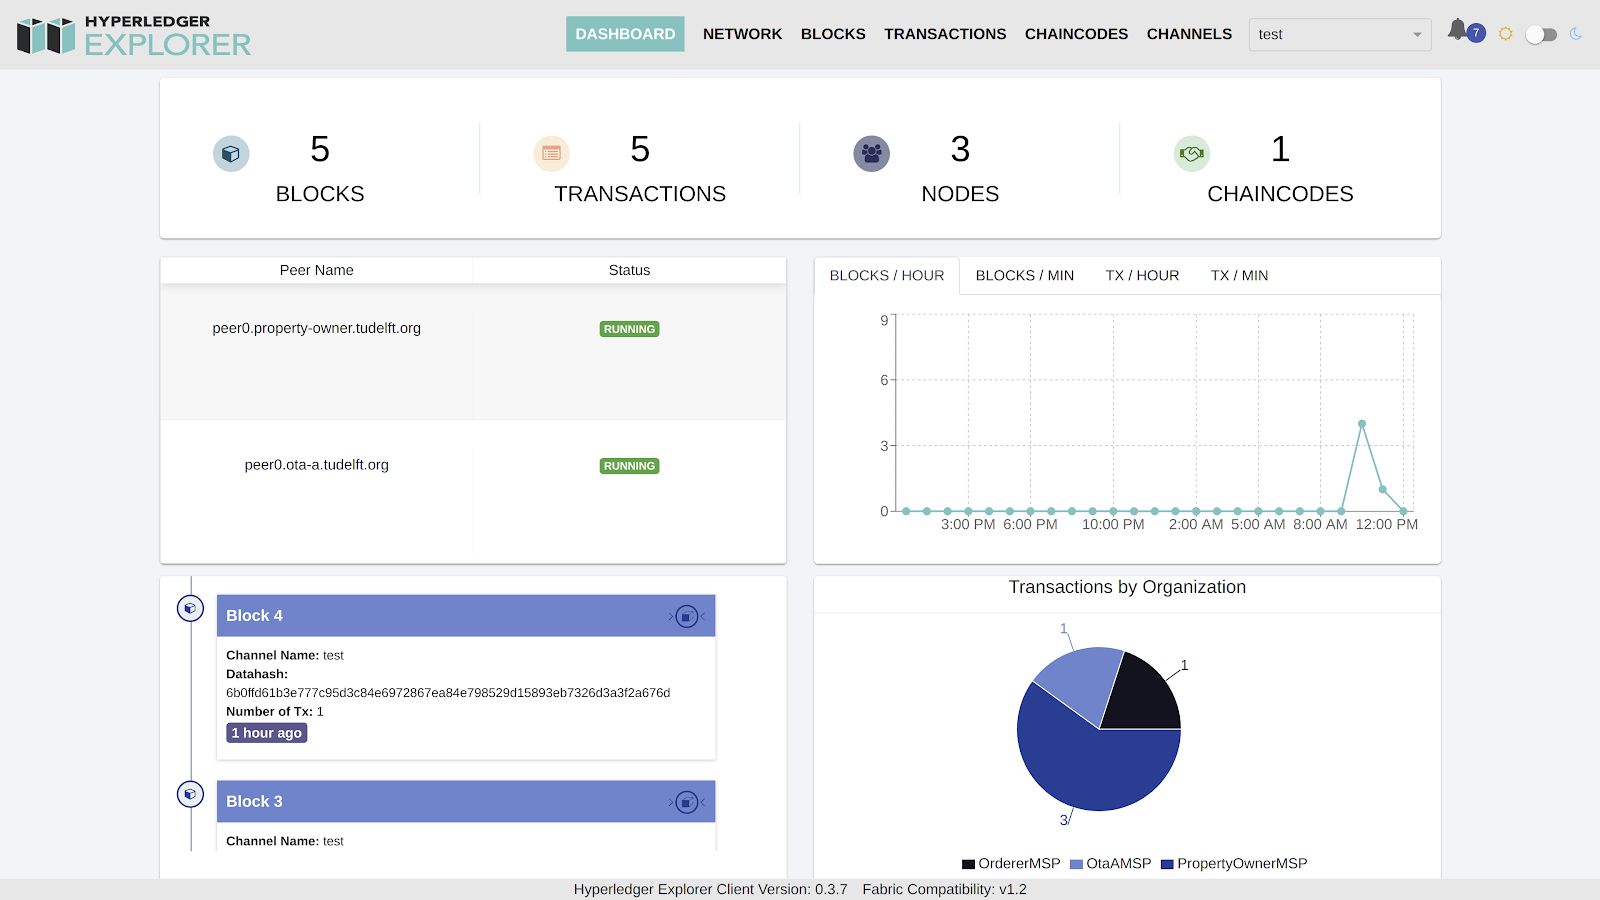 HYPERLEDGER
EXPLORER
DASHBOARD NETWORK BLOCKS TRANSACTIONS CHAINCODES CHANNELS test 7
5
BLOCKS
5
TRANSACTIONS
3
NODES
1
CHAINCODES
Peer Name Status
peer0.property-owner.tudelft.org RUNNING
peer0.ota-a.tudelft.org RUNNING
BLOCKS / HOUR BLOCKS / MIN TX / HOUR TX / MIN
9
6
3
0
3:00 PM 6:00 PM 10:00 PM 2:00 AM 5:00 AM 8:00 AM 12:00 PM
Block 4
Channel Name: test
Datahash:
6b0ffd61b3e777c95d3c84e6972867ea84e798529d15893eb7326d3a3f2a676d
Number of Tx: 1
1 hour ago
Block 3
Channel Name: test
Transactions by Organization
1
1
3
OrdererMSP OtaAMSP PropertyOwnerMSP
Hyperledger Explorer Client Version: 0.3.7 Fabric Compatibility: v1.2